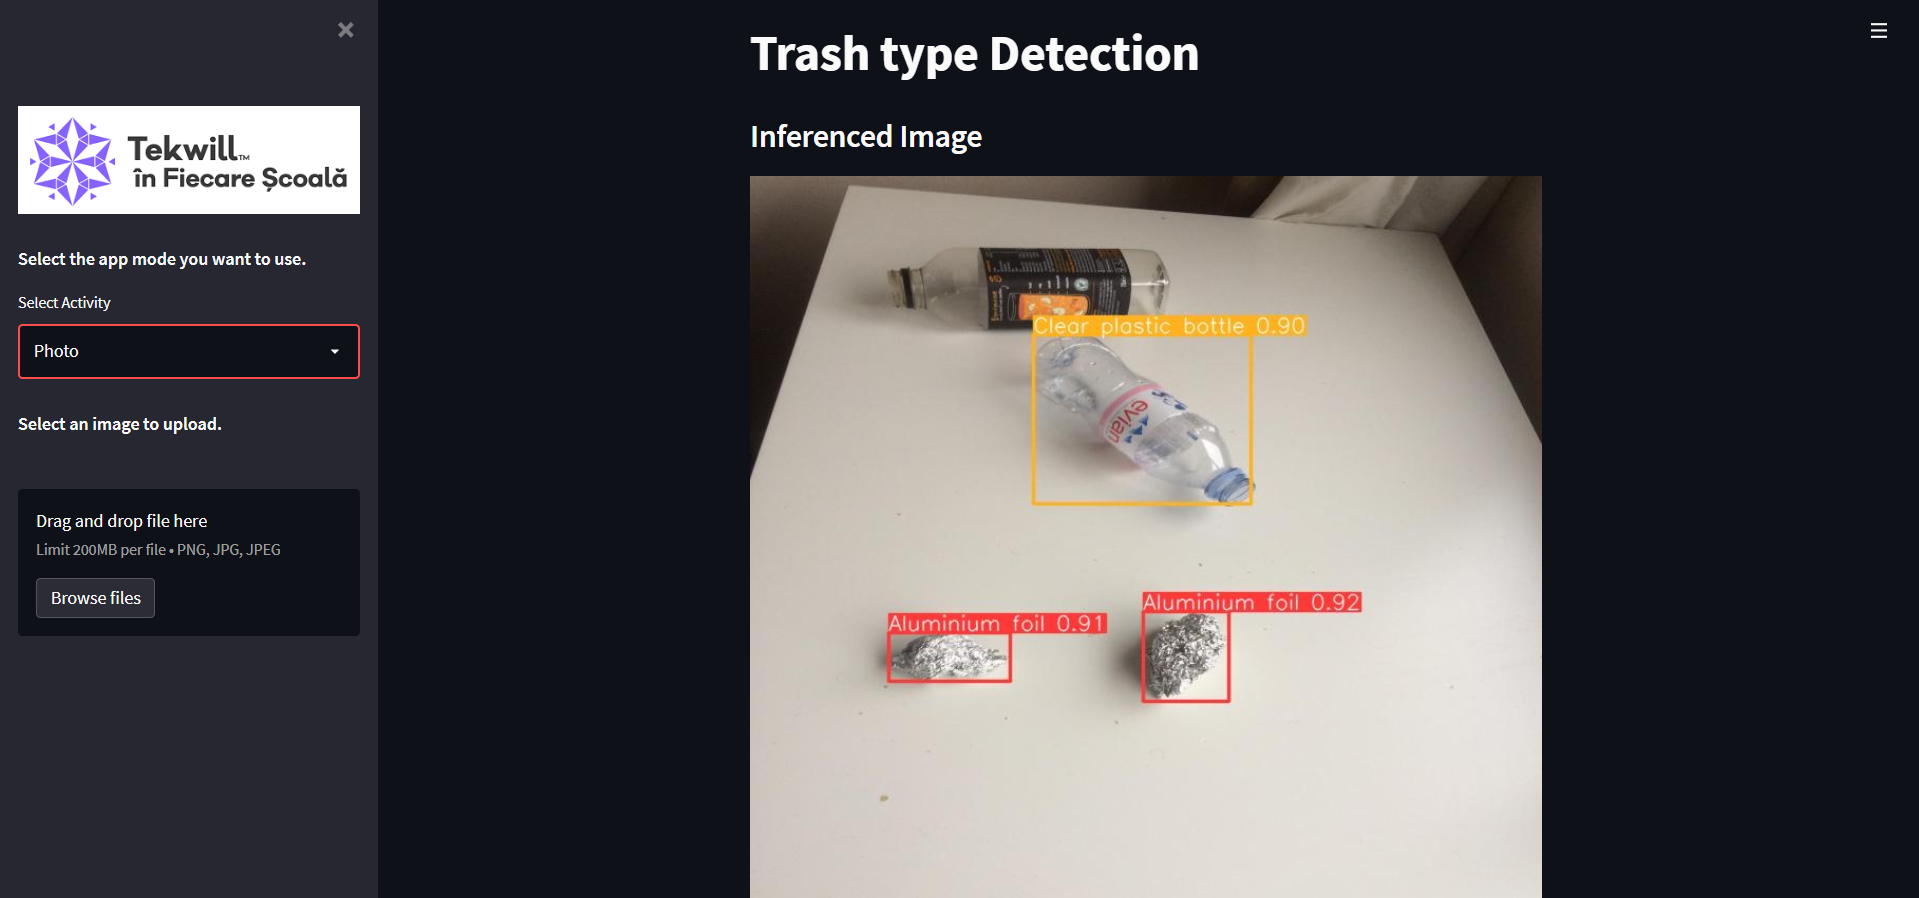 Tekwill™
în Fiecare Școală
Select the app mode you want to use.
Select Activity
Photo
Select an image to upload.
Drag and drop file here
Limit 200MB per file • PNG, JPG, JPEG
Browse files
Trash type Detection
Inferenced Image
Clear plastic bottle 0.90
evian
Aluminium foil 0.91
Aluminium foil 0.92